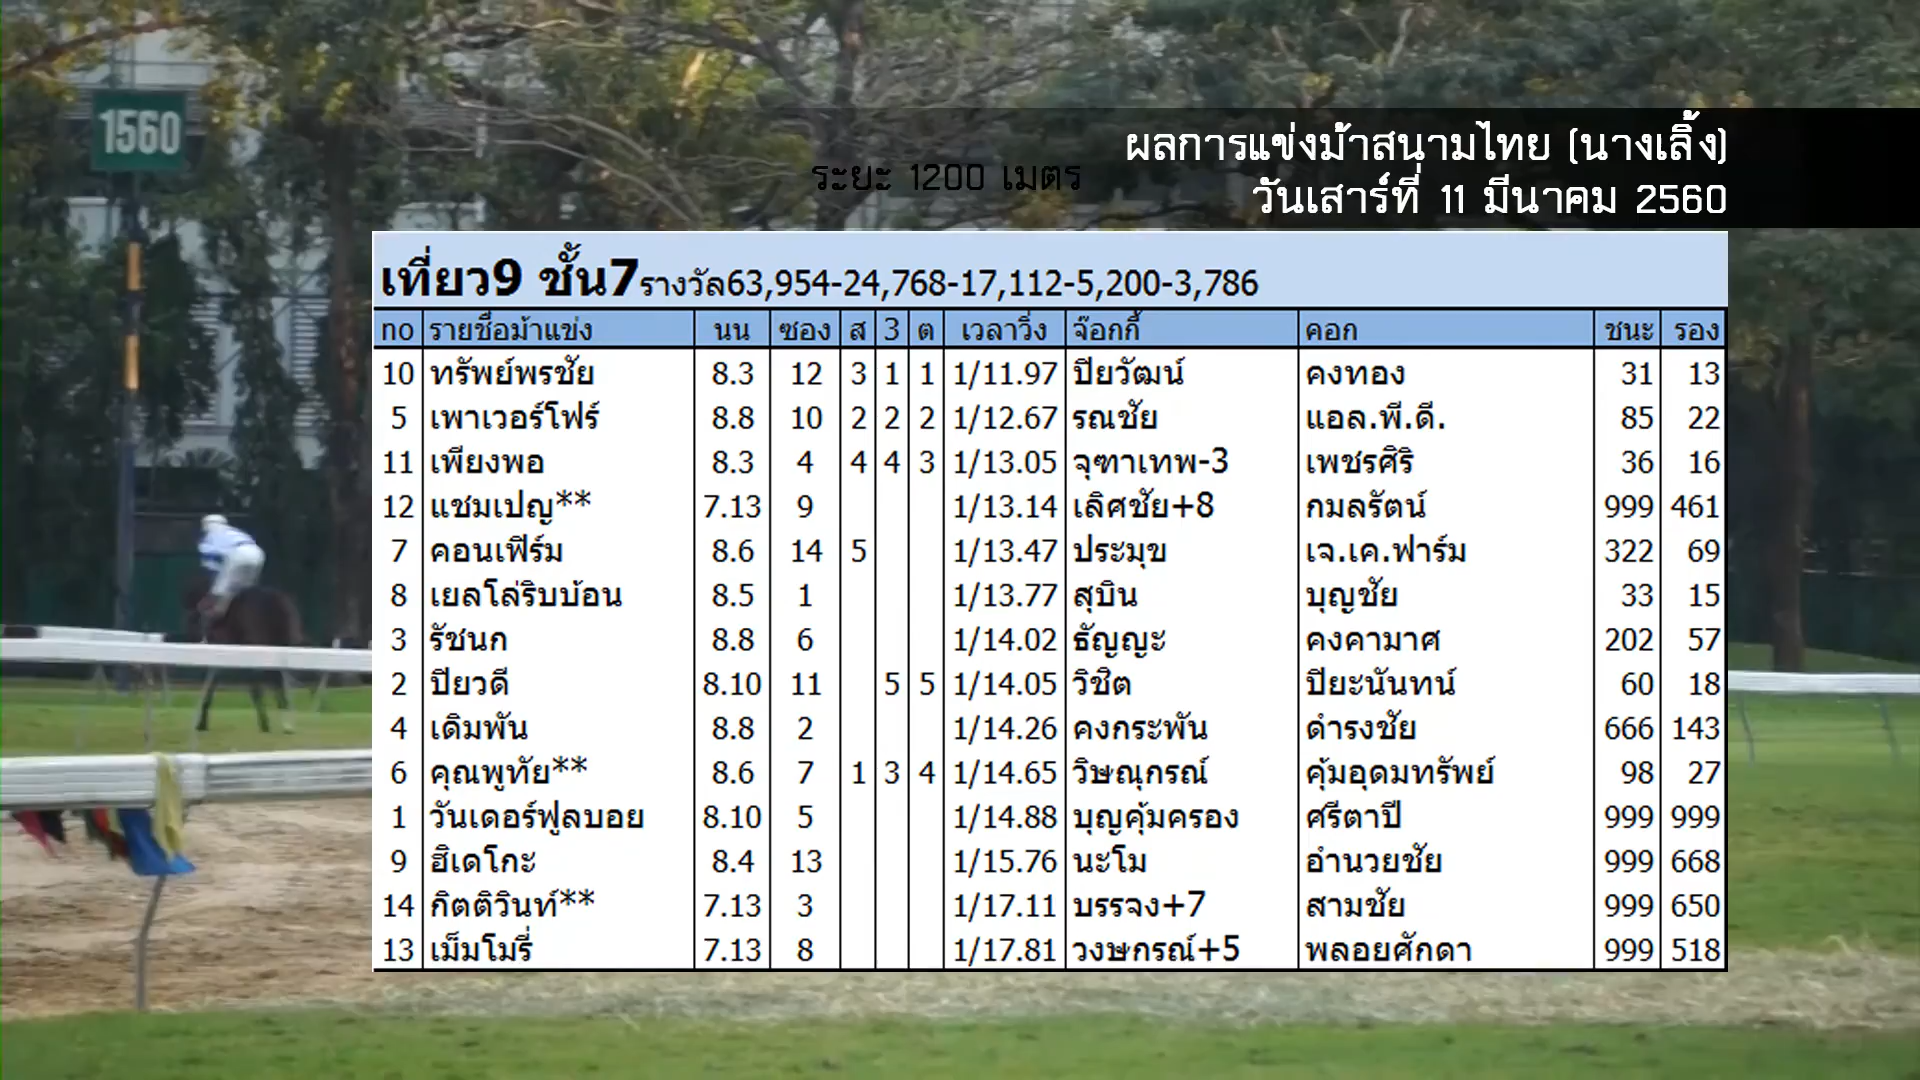 1560
ผลการแข่งม้าสนามไทย (นางเลิ้ง)
ระยะ 1200 เมตร
วันเสาร์ที่ 11 มีนาคม 2560
เที่ยว9 ชั้น7รางวัล63,954-24,768-17,112-5,200-3,786
no รายชื่อม้าแข่ง นน ซอง ส 3 ต เวลาวิ่ง จ๊อกกี้ คอก ชนะ รอง
10 ทรัพย์พรชัย 8.3 12 3 1 1 1/11.97 ปิยวัฒน์ คงทอง 31 13
5 เพาเวอร์โฟร์ 8.8 10 2 2 2 1/12.67 รณชัย แอล.พี.ดี. 85 22
11 เพียงพอ 8.3 4 4 4 3 1/13.05 จุฑาเทพ-3 เพชรศิริ 36 16
12 แชมเปญ** 7.13 9 1/13.14 เลิศชัย+8 กมลรัตน์ 999 461
7 คอนเฟิร์ม 8.6 14 5 1/13.47 ประมุข เจ.เค.ฟาร์ม 322 69
8 เยลโล่ริบบ้อน 8.5 1 1/13.77 สุบิน บุญชัย 33 15
3 รัชนก 8.8 6 1/14.02 ธัญญะ คงคามาศ 202 57
2 ปิยวดี 8.10 11 5 5 1/14.05 วิชิต ปิยะนันทน์ 60 18
4 เดิมพัน 8.8 2 1/14.26 คงกระพัน ดำรงชัย 666 143
6 คุณพูทัย** 8.6 7 1 3 4 1/14.65 วิษณุกรณ์ คุ้มอุดมทรัพย์ 98 27
1 วันเดอร์ฟูลบอย 8.10 5 1/14.88 บุญคุ้มครอง ศรีตาปี 999 999
9 ฮิเดโกะ 8.4 13 1/15.76 นะโม อำนวยชัย 999 668
14 กิตติวินท์** 7.13 3 1/17.11 บรรจง+7 สามชัย 999 650
13 เม็มโมรี่ 7.13 8 1/17.81 วงษกรณ์+5 พลอยศักดา 999 518